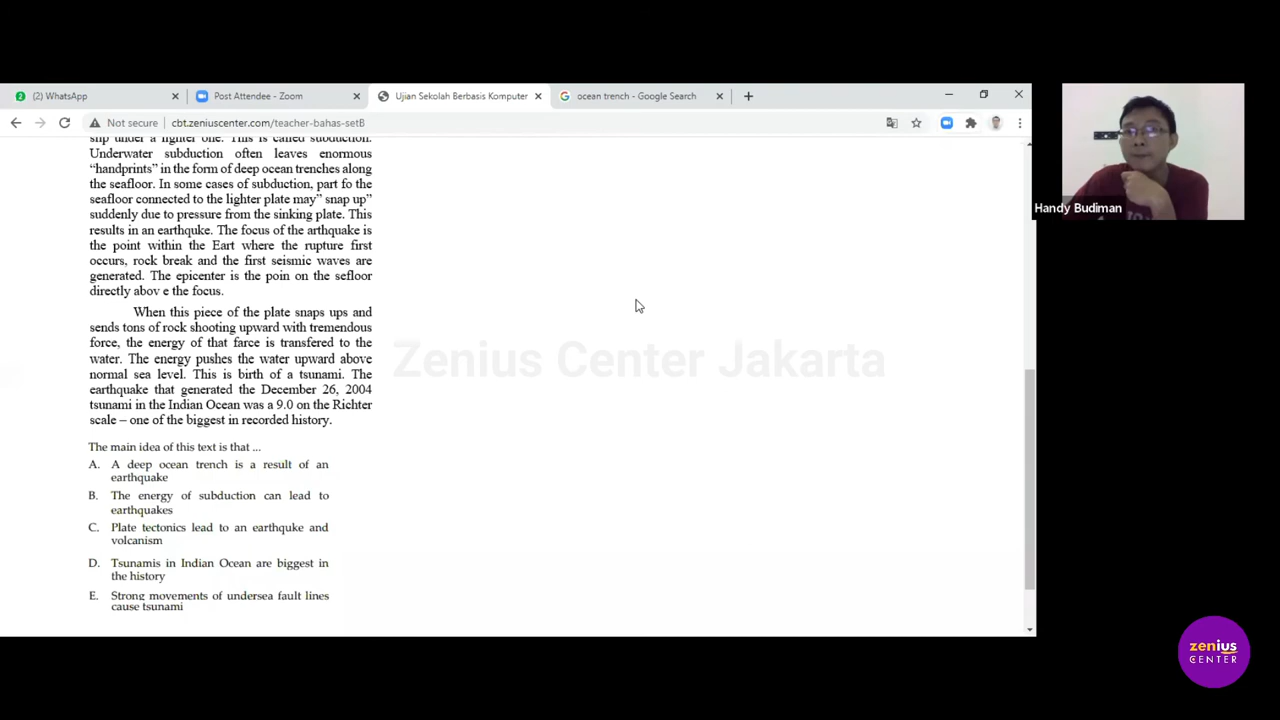 (2) WhatsApp
Post Attendee - Zoom
Ujian Sekolah Berbasis Komputer
ocean trench - Google Search
Not secure
cbt.zeniuscenter.com/teacher-bahas-setB
slip under a lighter one. This is called subduction.
Underwater subduction often leaves enormous
“handprints” in the form of deep ocean trenches along
the seafloor. In some cases of subduction, part fo the
seafloor connected to the lighter plate may” snap up”
suddenly due to pressure from the sinking plate. This
results in an earthquke. The focus of the arthquake is
the point within the Eart where the rupture first
occurs, rock break and the first seismic waves are
generated. The epicenter is the poin on the sefloor
directly abov e the focus.
When this piece of the plate snaps ups and
sends tons of rock shooting upward with tremendous
force, the energy of that farce is transfered to the
water. The energy pushes the water upward above
normal sea level. This is birth of a tsunami. The
earthquake that generated the December 26, 2004
tsunami in the Indian Ocean was a 9.0 on the Richter
scale – one of the biggest in recorded history.
The main idea of this text is that ...
A. A deep ocean trench is a result of an
earthquake
B. The energy of subduction can lead to
earthquakes
C. Plate tectonics lead to an earthquke and
volcanism
D. Tsunamis in Indian Ocean are biggest in
the history
E. Strong movements of undersea fault lines
cause tsunami
Zenius Center Jakarta
Handy Budiman
zenius
CENTER